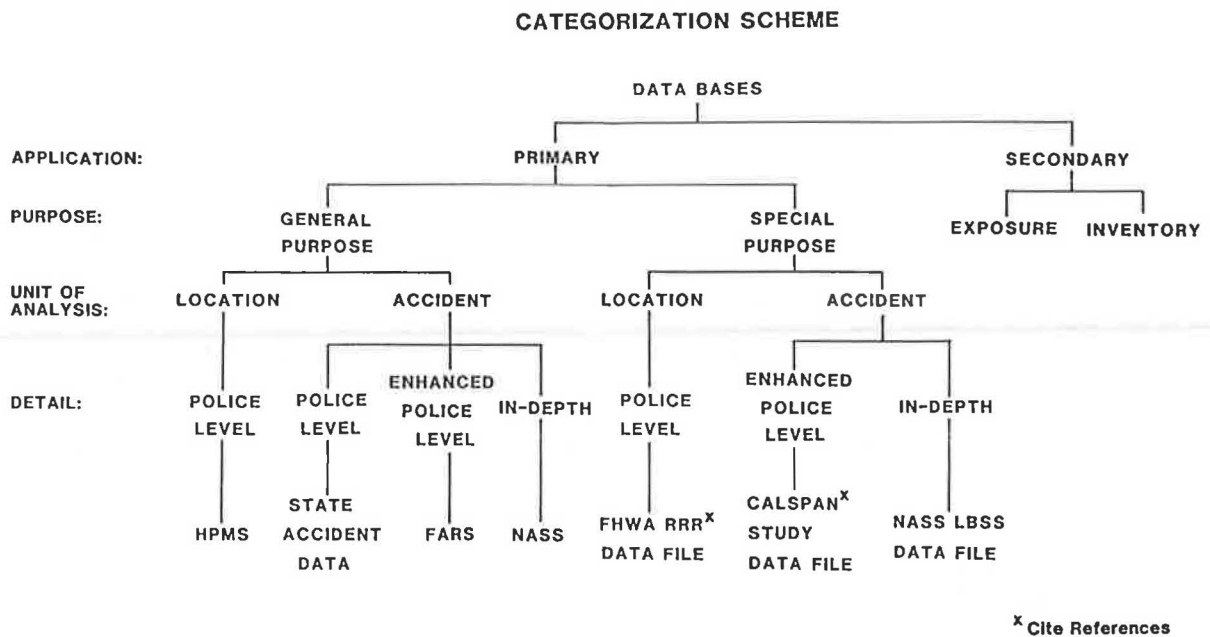 CATEGORIZATION SCHEME
DATA BASES
APPLICATION:
PRIMARY
SECONDARY
PURPOSE:
GENERAL
PURPOSE
SPECIAL
PURPOSE
EXPOSURE
INVENTORY
UNIT OF
ANALYSIS:
LOCATION
ACCIDENT
LOCATION
ACCIDENT
DETAIL:
POLICE
LEVEL
POLICE
LEVEL
ENHANCED
POLICE
LEVEL
IN-DEPTH
POLICE
LEVEL
ENHANCED
POLICE
LEVEL
IN-DEPTH
HPMS
STATE
ACCIDENT
DATA
FARS
NASS
FHWA RRRx
DATA FILE
CALSPANx
STUDY
DATA FILE
NASS LBSS
DATA FILE
x Cite References